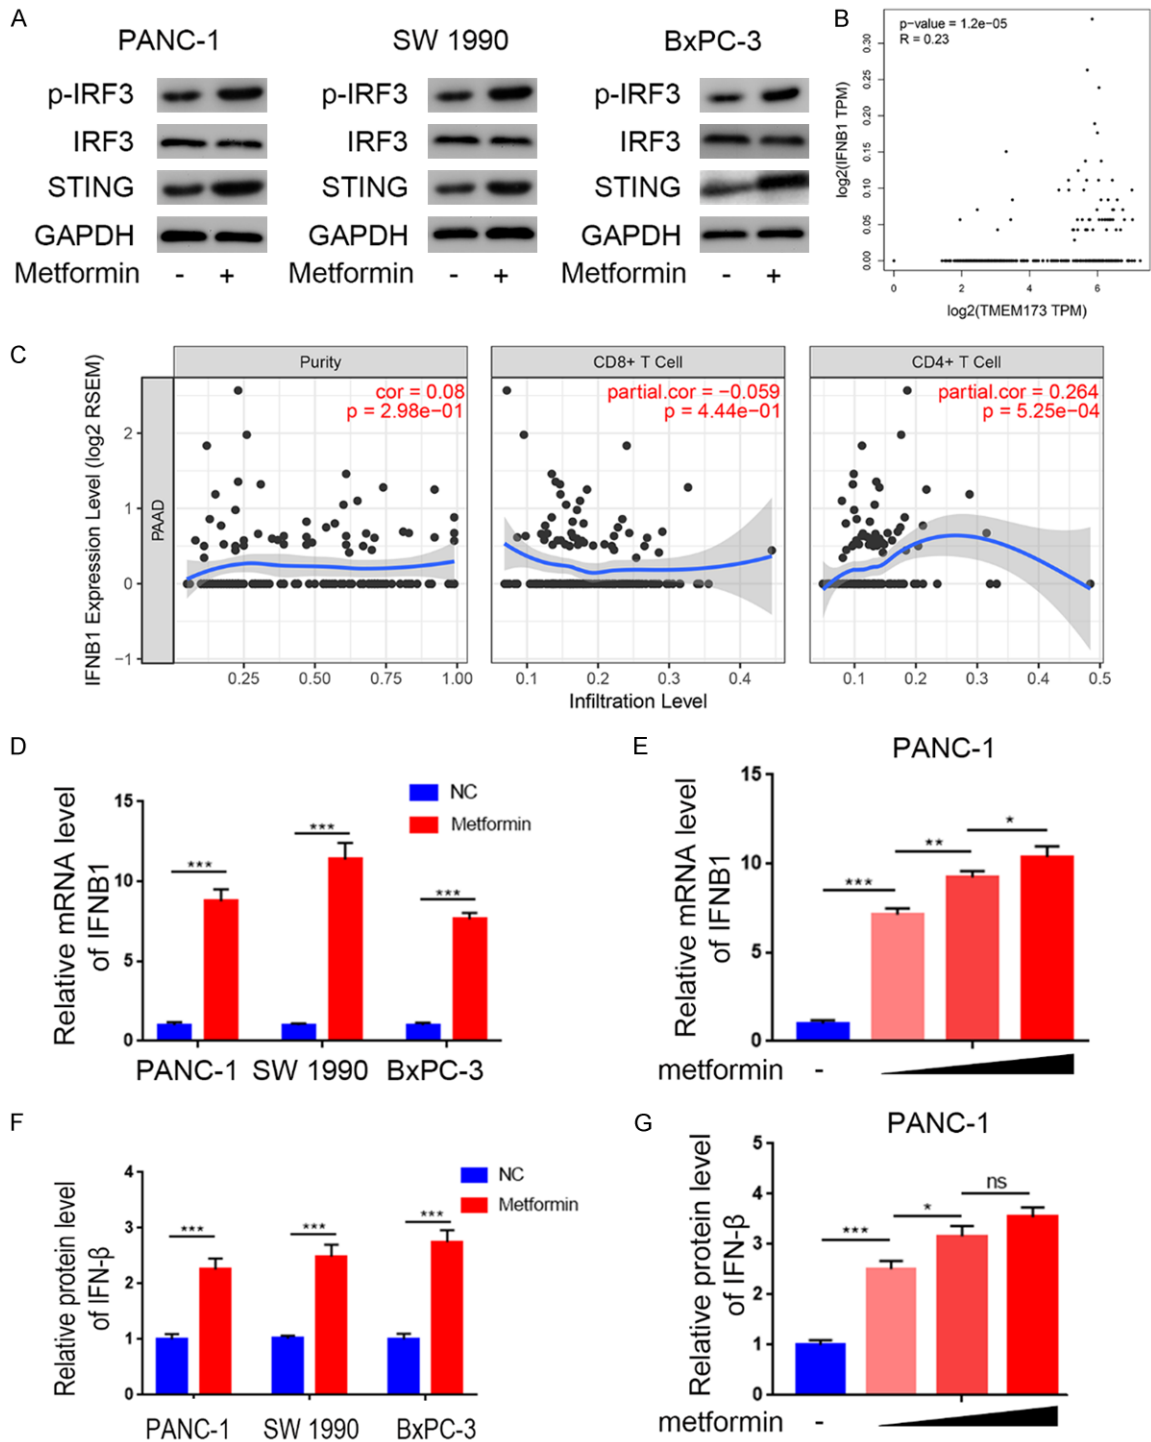 A
PANC-1
SW 1990
BxPC-3
p-IRF3
p-IRF3
p-IRF3
IRF3
IRF3
IRF3
STING
STING
STING
GAPDH
GAPDH
GAPDH
Metformin - +
Metformin - +
Metformin - +
B
p-value = 1.2e-05
R = 0.23
log2(IFNB1 TPM)
0.30
0.25
0.20
0.15
0.10
0.05
0.00
0 2 4 6
log2(TMEM173 TPM)
C
IFNB1 Expression Level (log2 RSEM)
PAAD
Purity
CD8+ T Cell
CD4+ T Cell
cor = 0.08
p = 2.98e−01
partial.cor = −0.059
p = 4.44e−01
partial.cor = 0.264
p = 5.25e−04
2
1
0
−1
0.25 0.50 0.75 1.00
0.1 0.2 0.3 0.4
0.1 0.2 0.3 0.4 0.5
Infiltration Level
D
Relative mRNA level
of IFNB1
15
10
5
0
NC
Metformin
***
***
***
PANC-1 SW 1990 BxPC-3
E
PANC-1
Relative mRNA level
of IFNB1
15
10
5
0
***
**
*
metformin -
F
Relative protein level
of IFN-β
4
3
2
1
0
NC
Metformin
***
***
***
PANC-1 SW 1990 BxPC-3
G
PANC-1
Relative protein level
of IFN-β
5
4
3
2
1
0
***
*
ns
metformin -